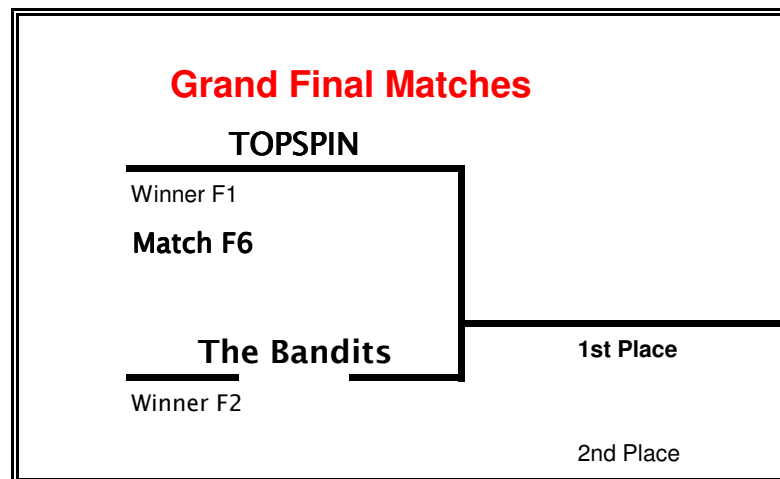 Grand Final Matches
TOPSPIN
Winner F1
Match F6
The Bandits
1st Place
Winner F2
2nd Place